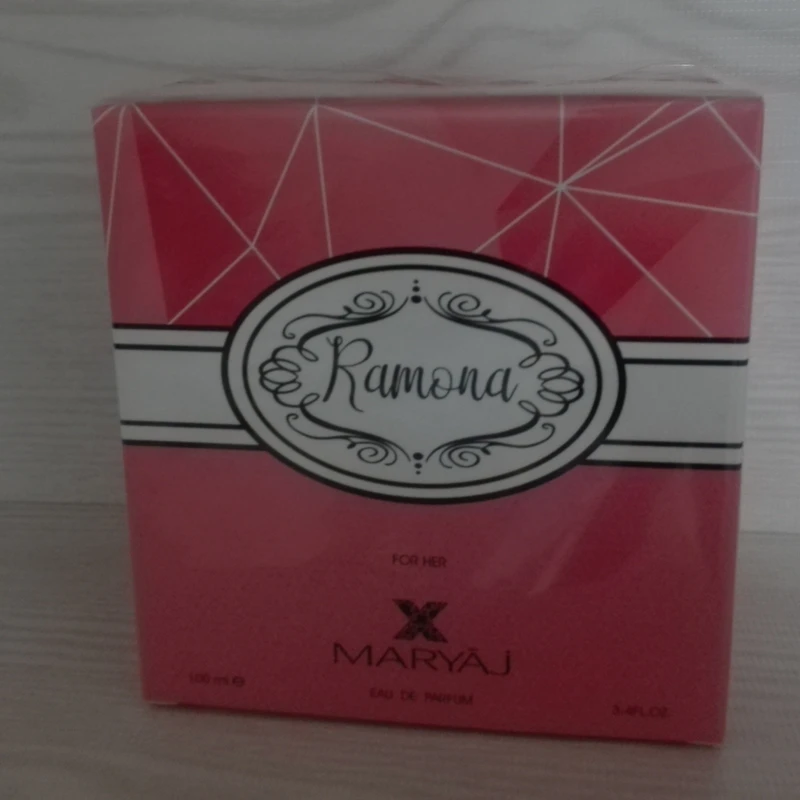 Ramona
FOR HER
MARYĀJ
100 ml ℮
EAU DE PARFUM
3.4FL.OZ